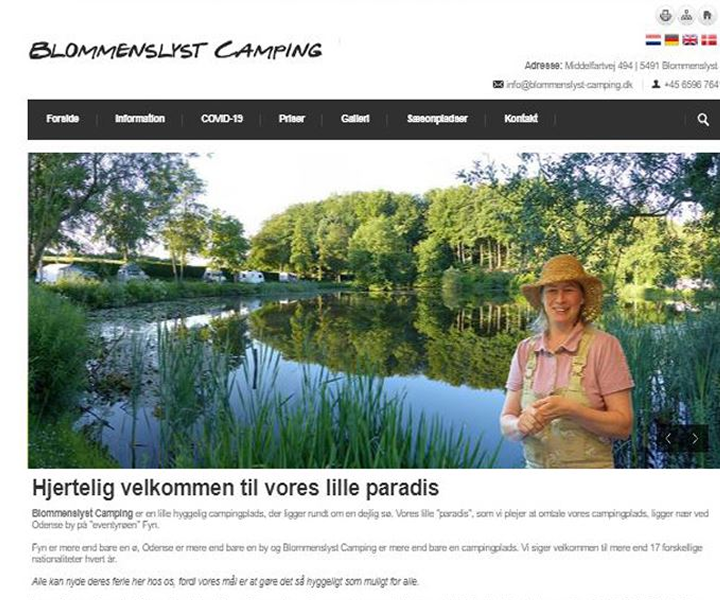 BLOMMENSLYST CAMPING
Adresse: Middelfartvej 494 | 5491 Blommenslyst
info@blommenslyst-camping.dk
+45 6596 764
Forside
Information
COVID-19
Priser
Galleri
Sæsonpladser
Kontakt
Hjertelig velkommen til vores lille paradis
Blommenslyst Camping er en lille hyggelig campingplads, der ligger rundt om en dejlig sø. Vores lille "paradis", som vi plejer at omtale vores campingplads, ligger nær ved
Odense by på "eventyrøen" Fyn.
Fyn er mere end bare en ø, Odense er mere end bare en by og Blommenslyst Camping er mere end bare en campingplads. Vi siger velkommen til mere end 17 forskellige
nationaliteter hvert år.
Alle kan nyde deres ferie her hos os, fordi vores mål er at gøre det så hyggeligt som muligt for alle.